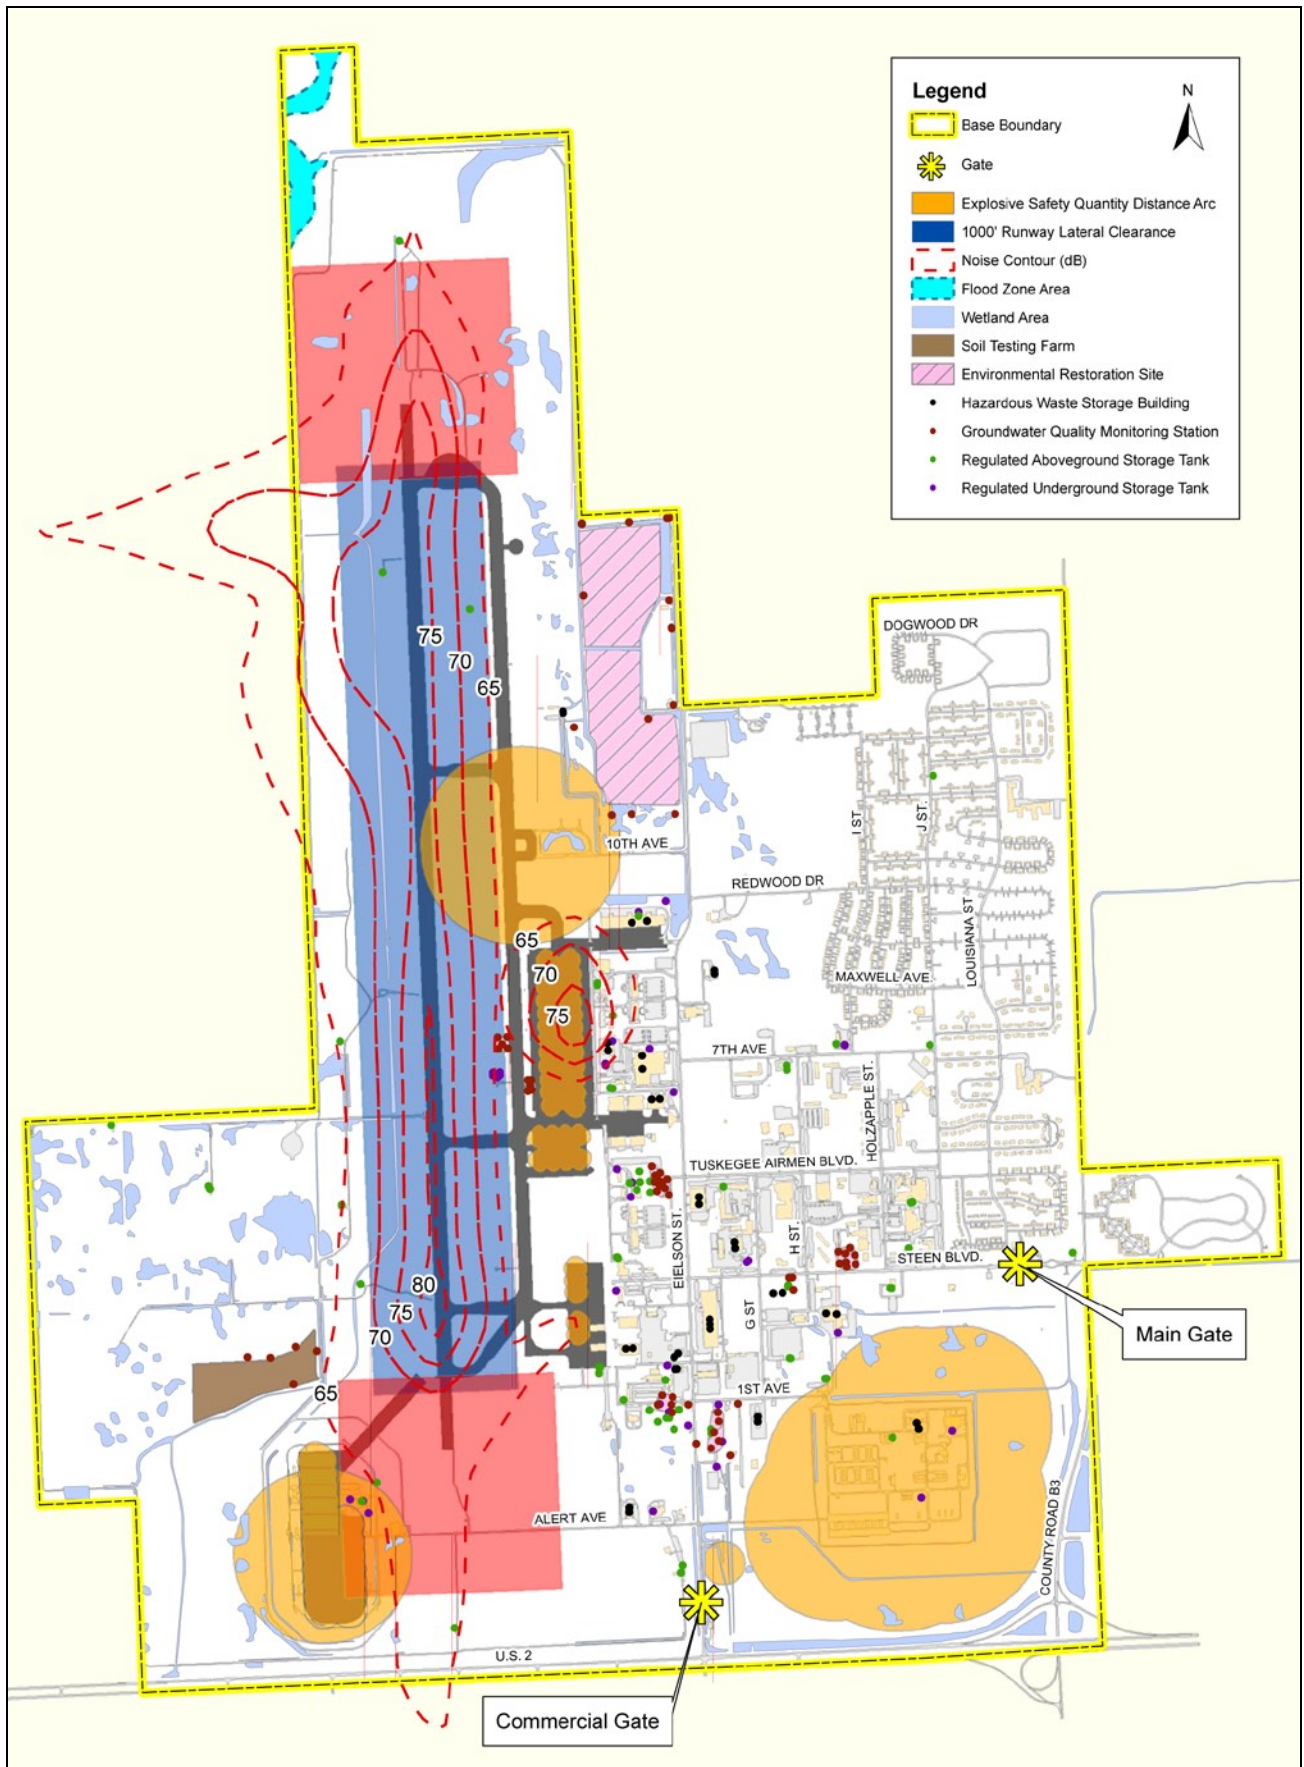 Legend
N
Base Boundary
Gate
Explosive Safety Quantity Distance Arc
1000' Runway Lateral Clearance
Noise Contour (dB)
Flood Zone Area
Wetland Area
Soil Testing Farm
Environmental Restoration Site
Hazardous Waste Storage Building
Groundwater Quality Monitoring Station
Regulated Aboveground Storage Tank
Regulated Underground Storage Tank
DOGWOOD DR
75
70
65
I ST.
J ST.
10TH AVE
REDWOOD DR
LOUISIANA ST
65
70
75
MAXWELL AVE.
7TH AVE
HOLZAPPLE ST.
TUSKEGEE AIRMEN BLVD.
EIELSON ST.
H ST.
STEEN BLVD.
80
75
70
65
G ST
Main Gate
1ST AVE
ALERT AVE
COUNTY ROAD B3
U.S. 2
Commercial Gate